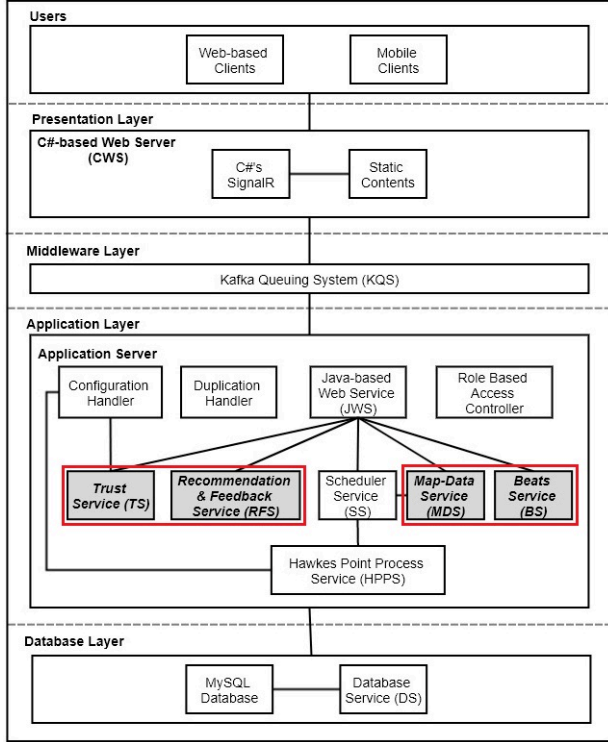 Users
Web-based
Clients
Mobile
Clients
Presentation Layer
C#-based Web Server
(CWS)
C#'s
SignalR
Static
Contents
Middleware Layer
Kafka Queuing System (KQS)
Application Layer
Application Server
Configuration
Handler
Duplication
Handler
Java-based
Web Service
(JWS)
Role Based
Access
Controller
Trust
Service (TS)
Recommendation
& Feedback
Service (RFS)
Scheduler
Service
(SS)
Map-Data
Service
(MDS)
Beats
Service
(BS)
Hawkes Point Process
Service (HPPS)
Database Layer
MySQL
Database
Database
Service (DS)